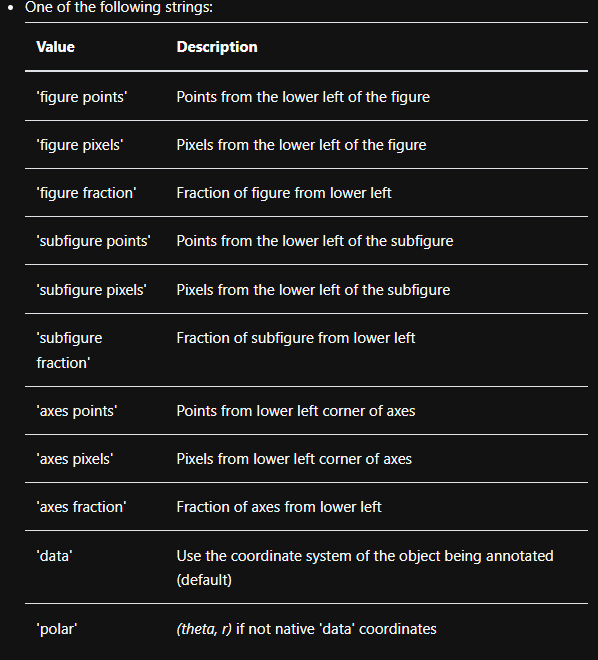 One of the following strings:
Value Description
'figure points' Points from the lower left of the figure
'figure pixels' Pixels from the lower left of the figure
'figure fraction' Fraction of figure from lower left
'subfigure points' Points from the lower left of the subfigure
'subfigure pixels' Pixels from the lower left of the subfigure
'subfigure Fraction of subfigure from lower left
fraction'
'axes points' Points from lower left corner of axes
'axes pixels' Pixels from lower left corner of axes
'axes fraction' Fraction of axes from lower left
'data' Use the coordinate system of the object being annotated
(default)
'polar' (theta, r) if not native 'data' coordinates